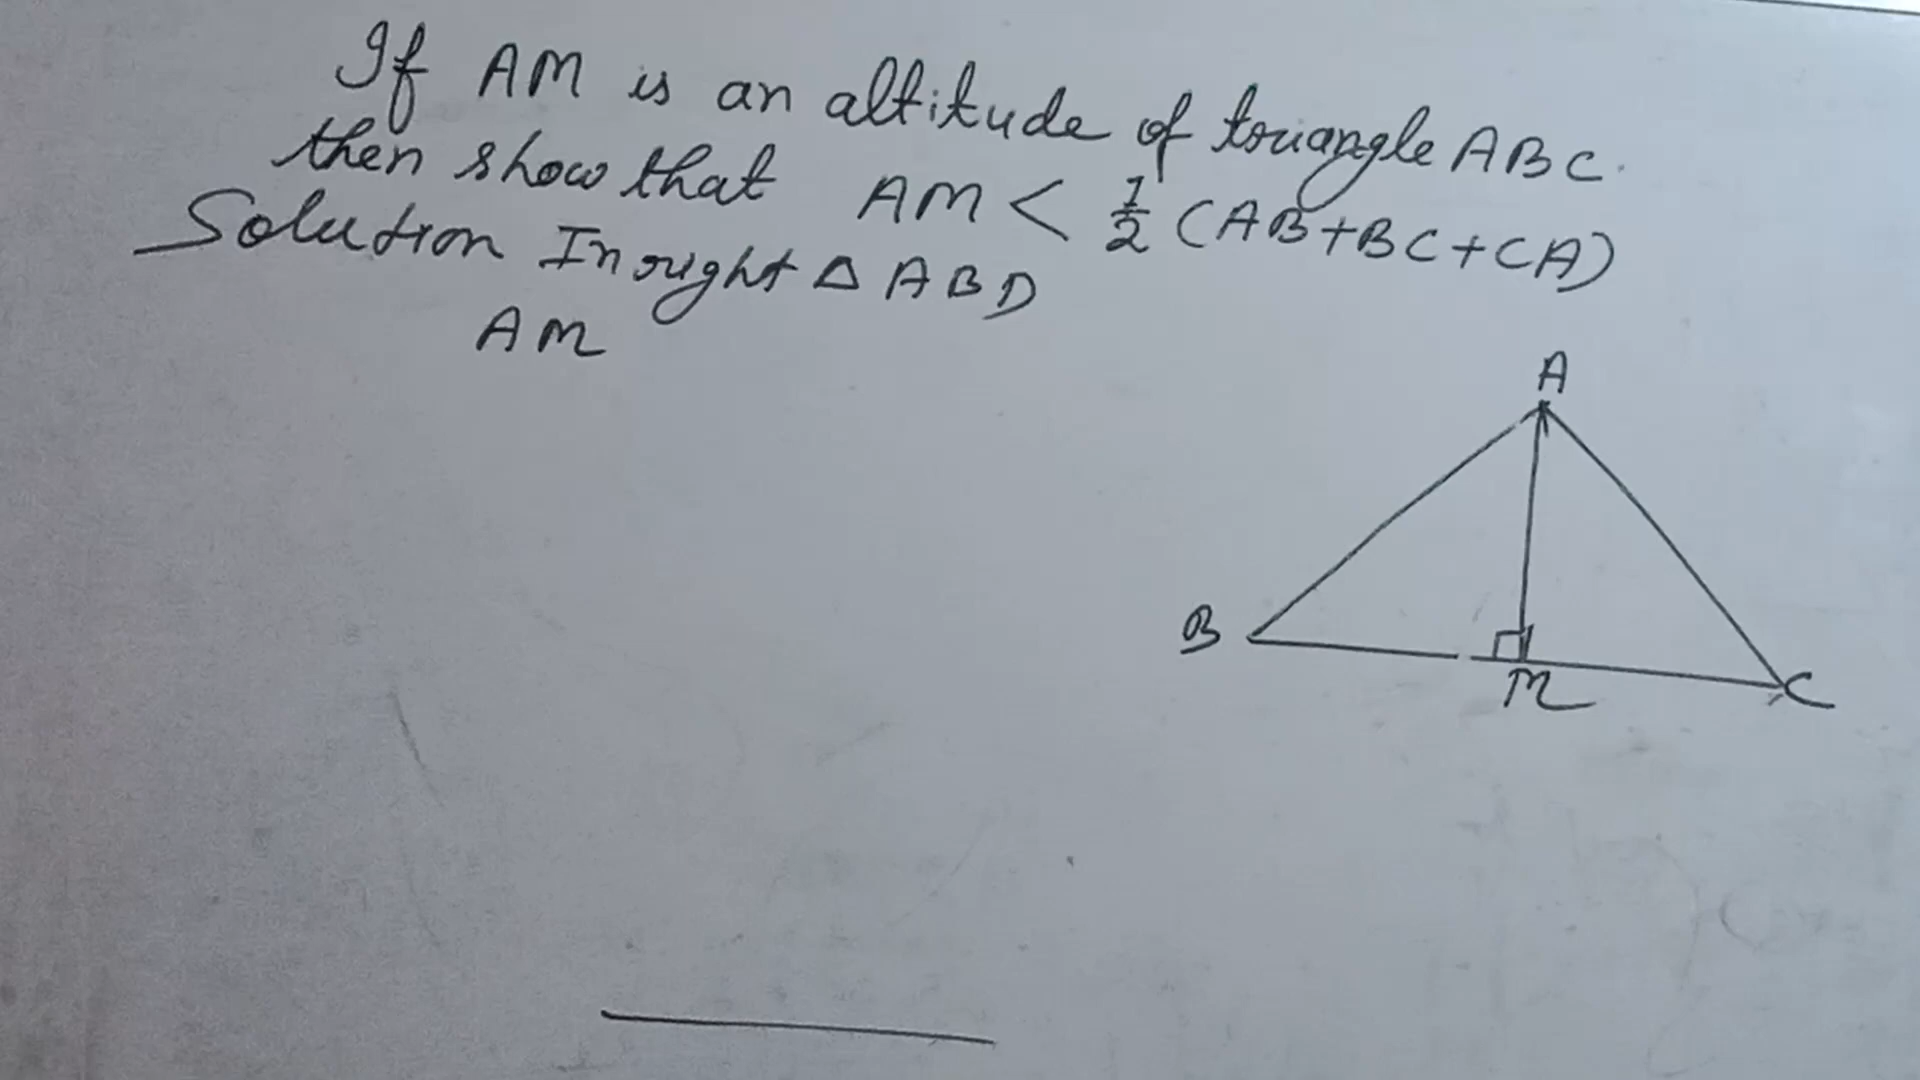 If AM is an altitude of triangle ABC.
then show that AM < 1/2 (AB+BC+CA)
Solution In right △ ABD
AM
A
B
M
C